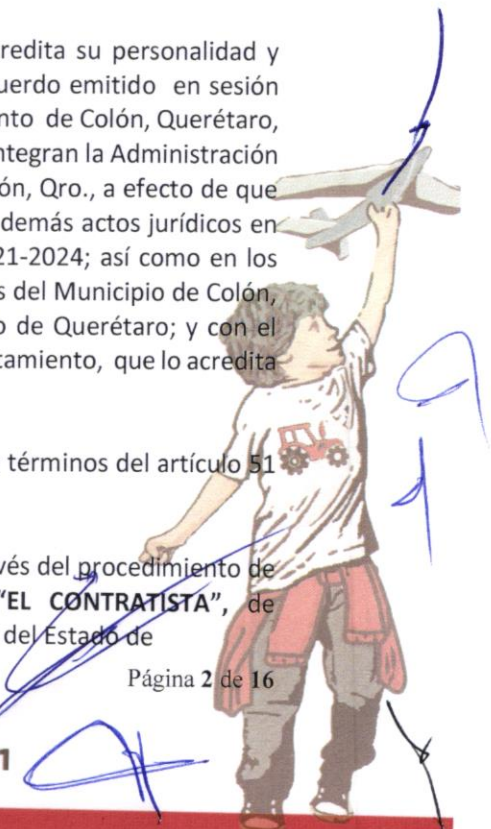 redita su personalidad y
uerdo emitido en sesión
nto de Colón, Querétaro,
ntegran la Administración
ón, Qro., a efecto de que
demás actos jurídicos en
21-2024; así como en los
s del Municipio de Colón,
o de Querétaro; y con el
tamiento, que lo acredita
términos del artículo 51
vés del procedimiento de
“EL CONTRATISTA”, de
del Estado de
Página 2 de 16
1